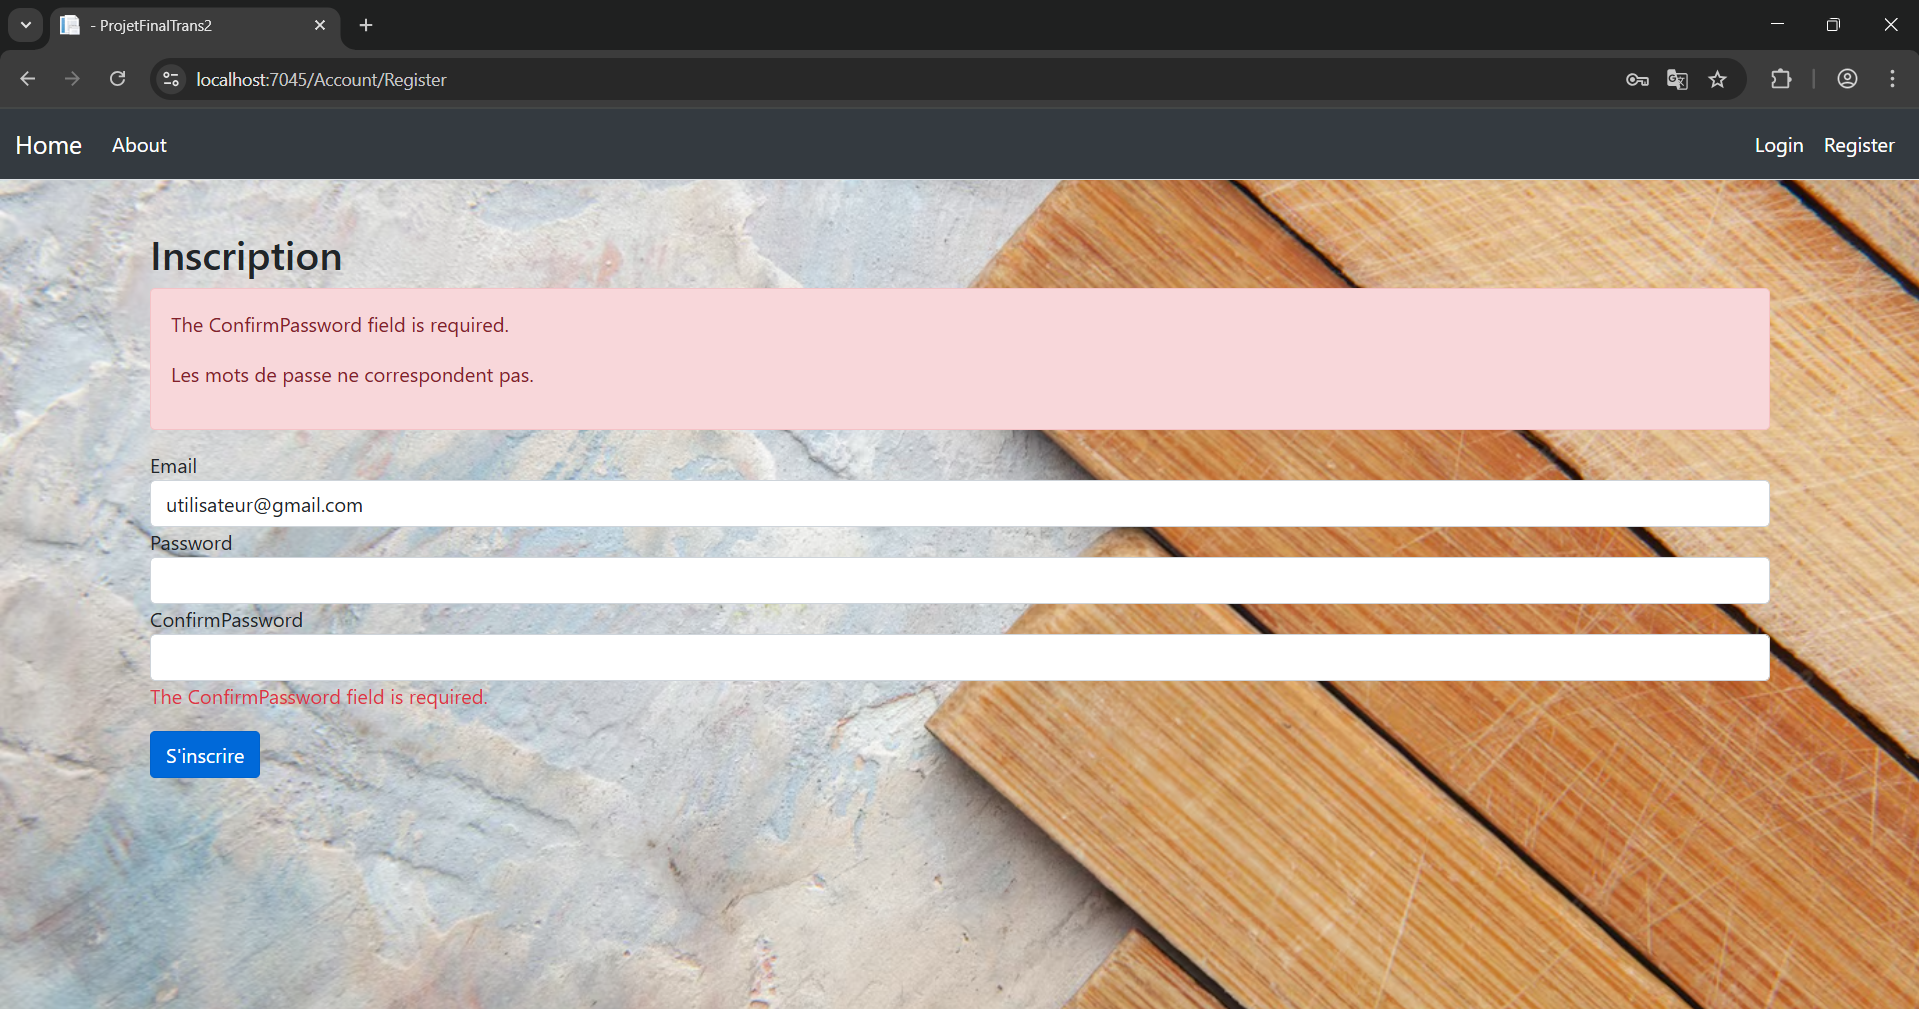 - ProjetFinalTrans2
localhost:7045/Account/Register
Home About Login Register
Inscription
The ConfirmPassword field is required.
Les mots de passe ne correspondent pas.
Email
utilisateur@gmail.com
Password
ConfirmPassword
The ConfirmPassword field is required.
S'inscrire